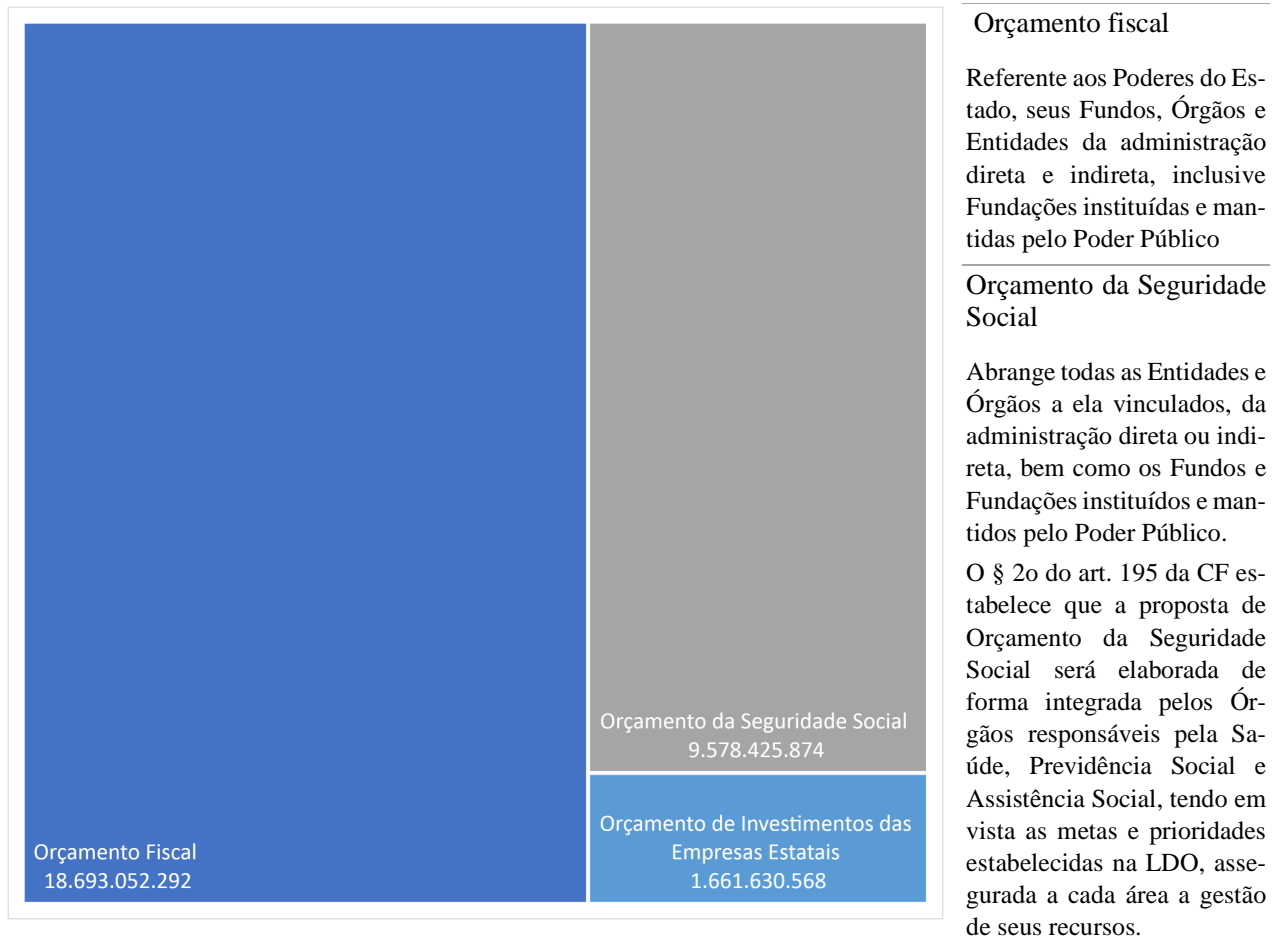 Orçamento Fiscal
18.693.052.292
Orçamento da Seguridade Social
9.578.425.874
Orçamento de Investimentos das
Empresas Estatais
1.661.630.568
Orçamento fiscal
Referente aos Poderes do Es-
tado, seus Fundos, Órgãos e
Entidades da administração
direta e indireta, inclusive
Fundações instituídas e man-
tidas pelo Poder Público
Orçamento da Seguridade
Social
Abrange todas as Entidades e
Órgãos a ela vinculados, da
administração direta ou indi-
reta, bem como os Fundos e
Fundações instituídos e man-
tidos pelo Poder Público.
O § 2o do art. 195 da CF es-
tabelece que a proposta de
Orçamento da Seguridade
Social será elaborada de
forma integrada pelos Ór-
gãos responsáveis pela Sa-
úde, Previdência Social e
Assistência Social, tendo em
vista as metas e prioridades
estabelecidas na LDO, asse-
gurada a cada área a gestão
de seus recursos.